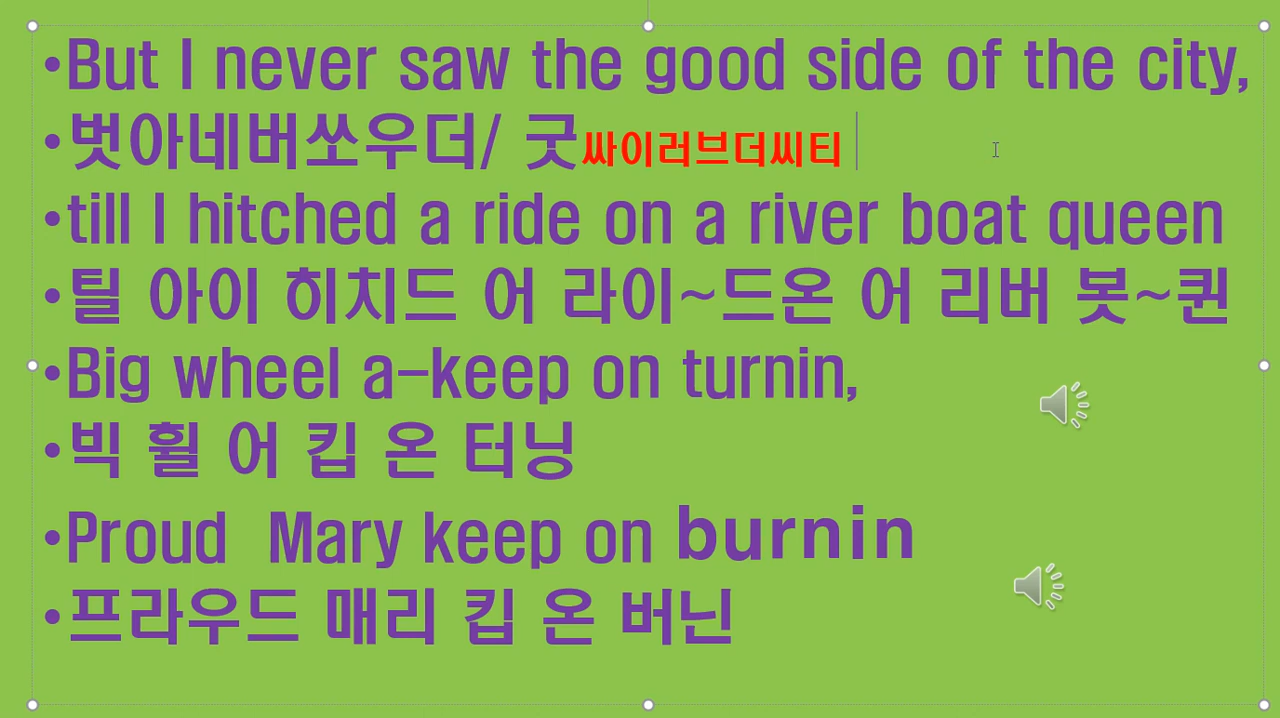 •But I never saw the good side of the city,
•벗아네버쏘우더/ 굿싸이러브더씨티
•till I hitched a ride on a river boat queen
•틸 아이 히치드 어 라이~드온 어 리버 봇~퀸
•Big wheel a-keep on turnin,
•빅 휠 어 킵 온 터닝
•Proud Mary keep on burnin
•프라우드 매리 킵 온 버닌